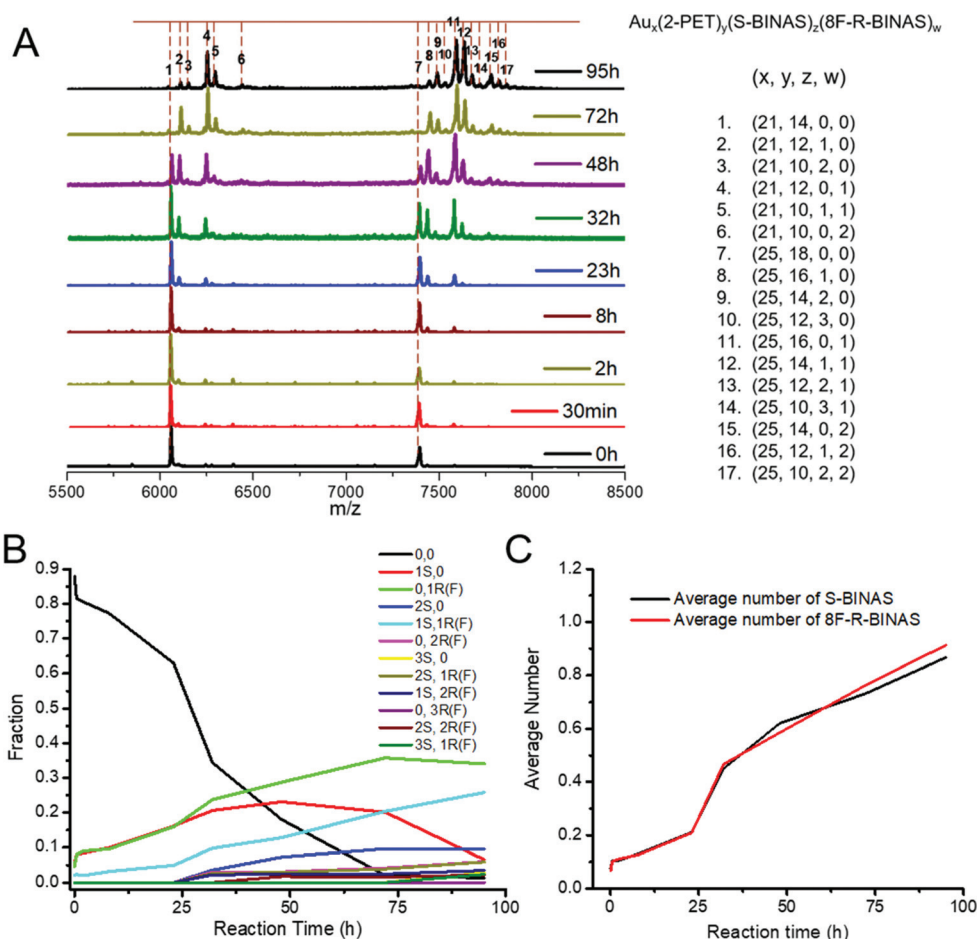 A
Au_x(2-PET)_y(S-BINAS)_z(8F-R-BINAS)_w
1 2 3 4 5 6 7 8 9 10 11 12 13 14 15 16 17
95h
72h
48h
32h
23h
8h
2h
30min
0h
5500 6000 6500 7000 7500 8000 8500
m/z
(x, y, z, w)
1. (21, 14, 0, 0)
2. (21, 12, 1, 0)
3. (21, 10, 2, 0)
4. (21, 12, 0, 1)
5. (21, 10, 1, 1)
6. (21, 10, 0, 2)
7. (25, 18, 0, 0)
8. (25, 16, 1, 0)
9. (25, 14, 2, 0)
10. (25, 12, 3, 0)
11. (25, 16, 0, 1)
12. (25, 14, 1, 1)
13. (25, 12, 2, 1)
14. (25, 10, 3, 1)
15. (25, 14, 0, 2)
16. (25, 12, 1, 2)
17. (25, 10, 2, 2)
B
Fraction
0.9
0.8
0.6
0.5
0.3
0.2
0.0
0 25 50 75 100
Reaction Time (h)
0,0
1S,0
0,1R(F)
2S,0
1S,1R(F)
0, 2R(F)
3S, 0
2S, 1R(F)
1S, 2R(F)
0, 3R(F)
2S, 2R(F)
3S, 1R(F)
C
Average Number
1.2
1.0
0.8
0.6
0.4
0.2
0.0
0 25 50 75 100
Reaction time (h)
Average number of S-BINAS
Average number of 8F-R-BINAS